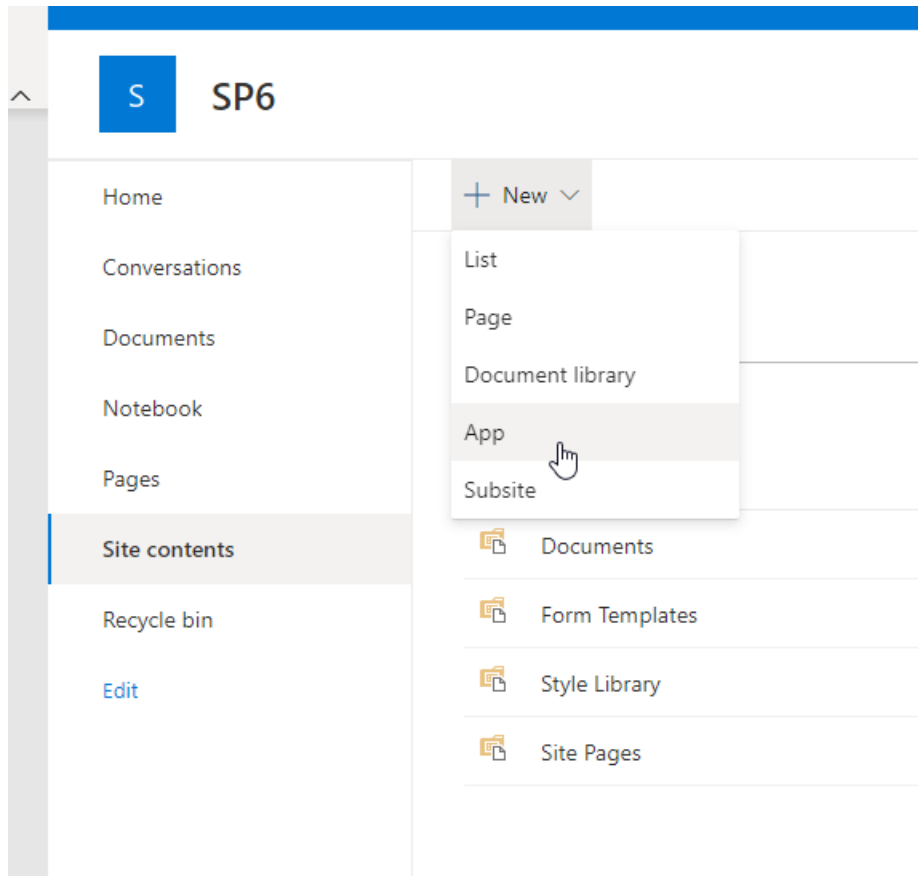 S
SP6
Home
Conversations
Documents
Notebook
Pages
Site contents
Recycle bin
Edit
New
List
Page
Document library
App
Subsite
Documents
Form Templates
Style Library
Site Pages